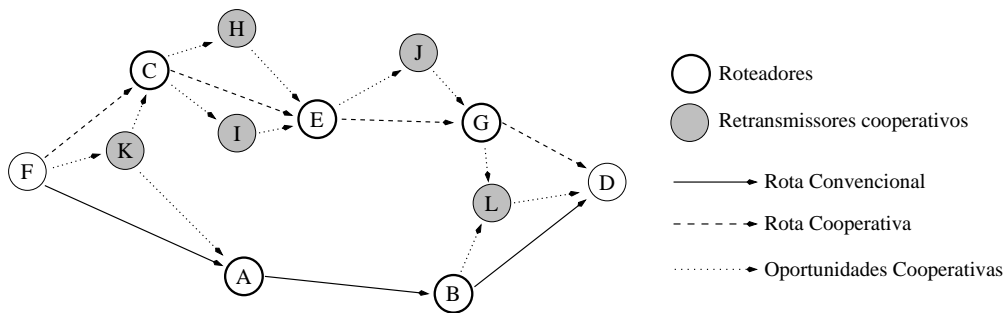 H
J
C
Roteadores
E
G
I
Retransmissores cooperativos
K
F
D
Rota Convencional
L
Rota Cooperativa
A
Oportunidades Cooperativas
B